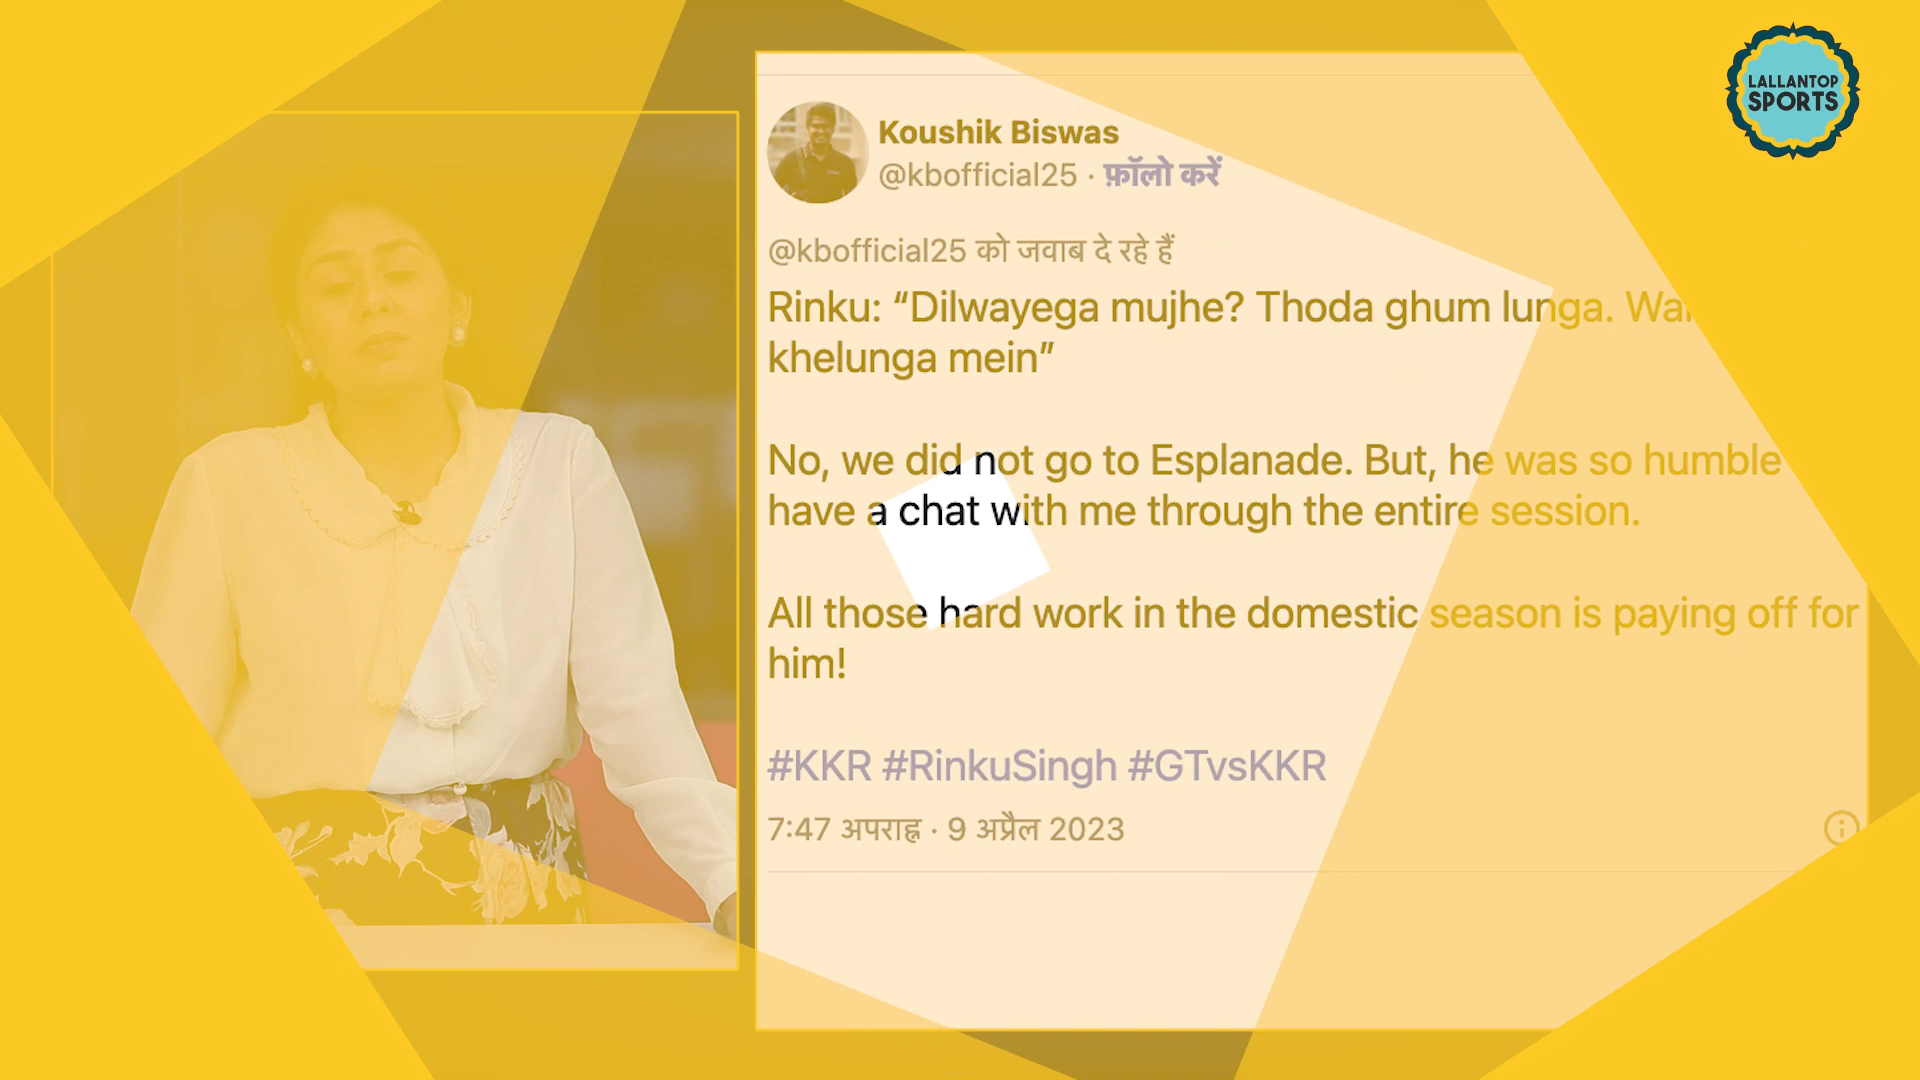 LALLANTOP
SPORTS
Koushik Biswas
@kbofficial25 · फ़ॉलो करें
@kbofficial25 को जवाब दे रहे हैं
Rinku: “Dilwayega mujhe? Thoda ghum lunga.
khelunga mein”
No, we did not go to Esplanade. But, he was so humble
have a chat with me through the entire session.
All those hard work in the domestic season is paying off for
him!
#KKR #RinkuSingh #GTvsKKR
7:47 अपराह्न · 9 अप्रैल 2023